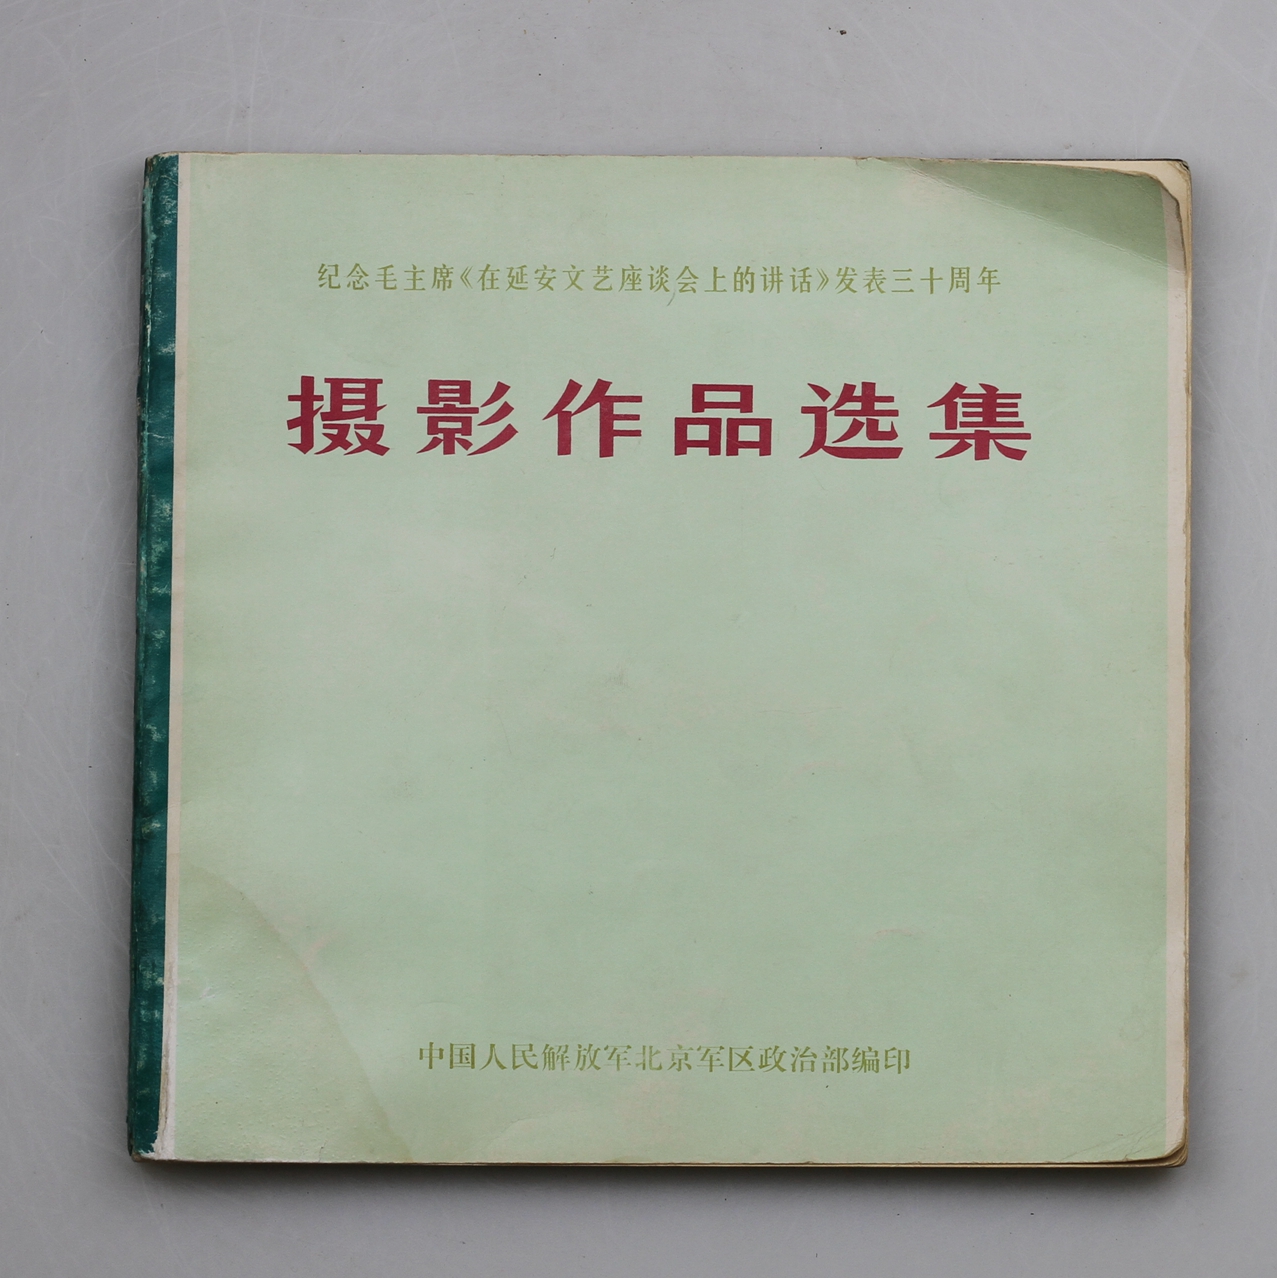 纪念毛主席《在延安文艺座谈会上的讲话》发表三十周年
摄影作品选集
中国人民解放军北京军区政治部编印